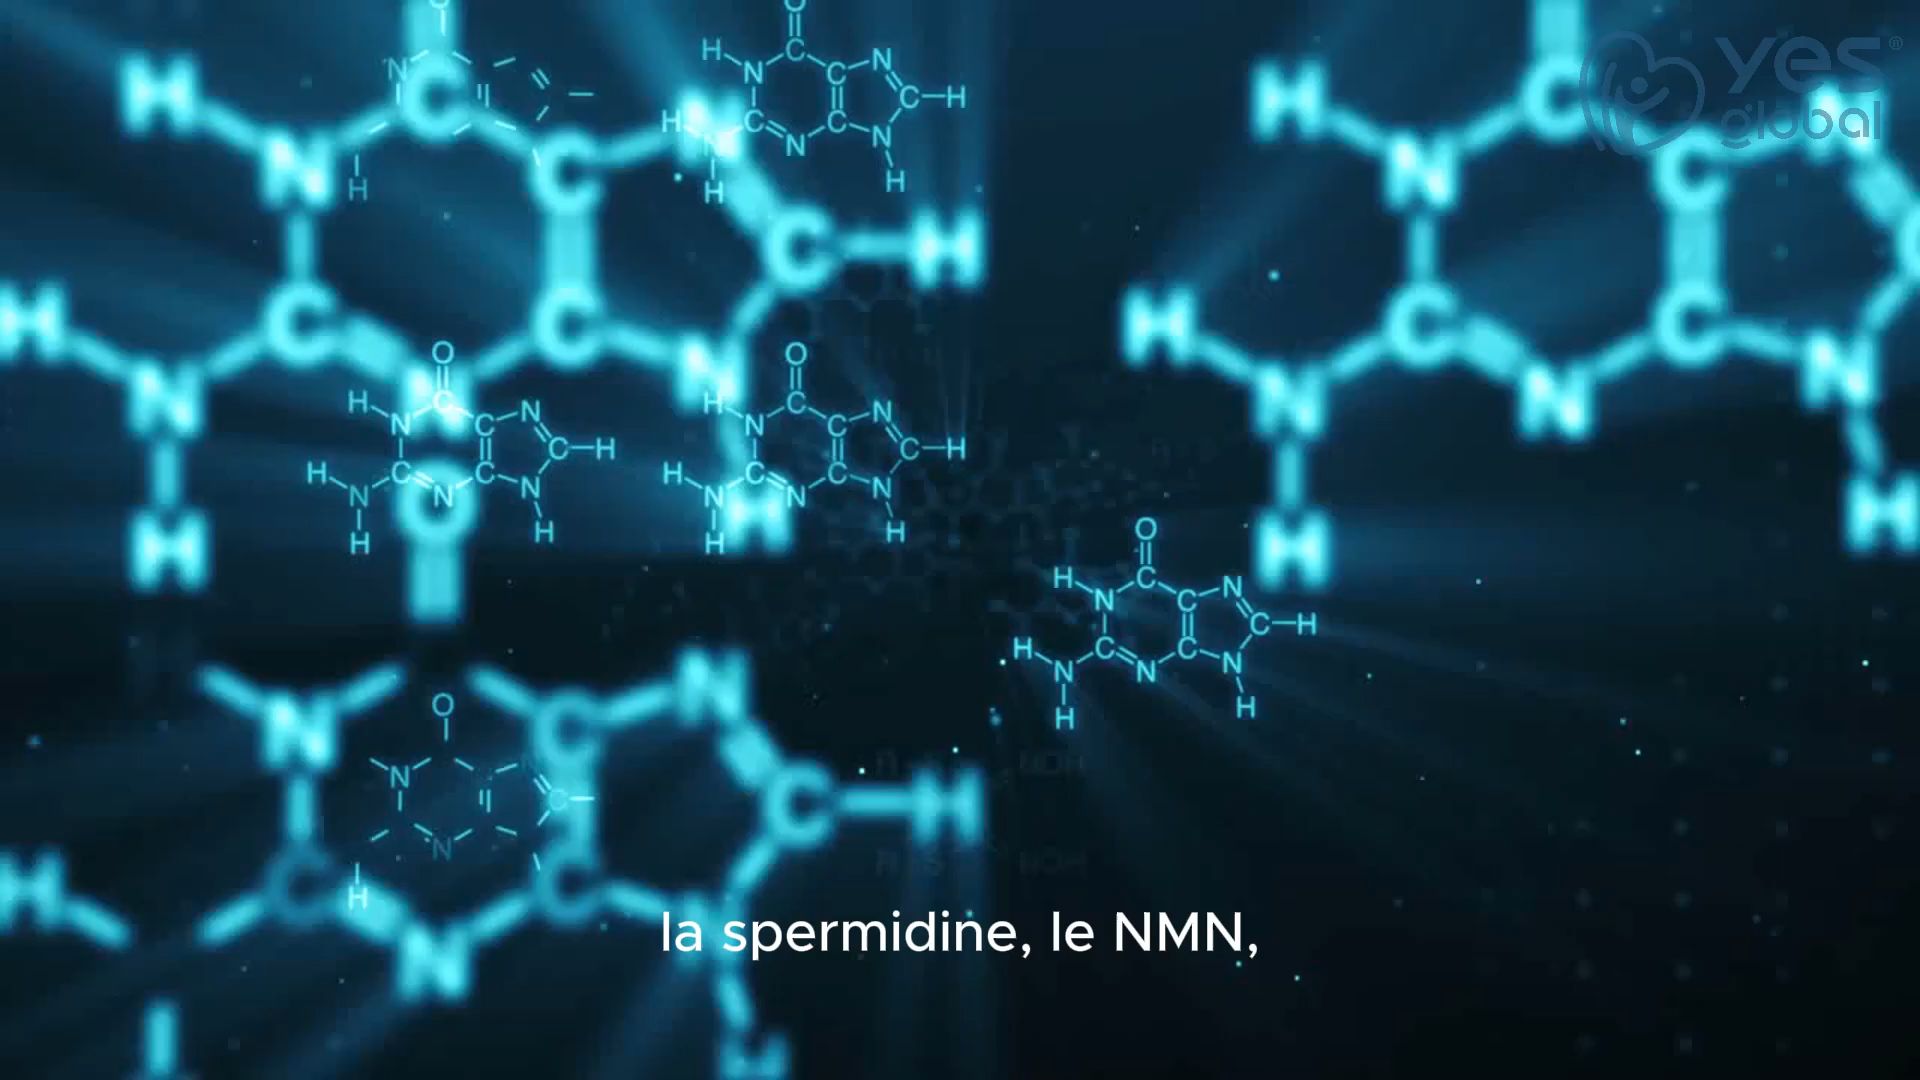 yes®
global
la spermidine, le NMN,